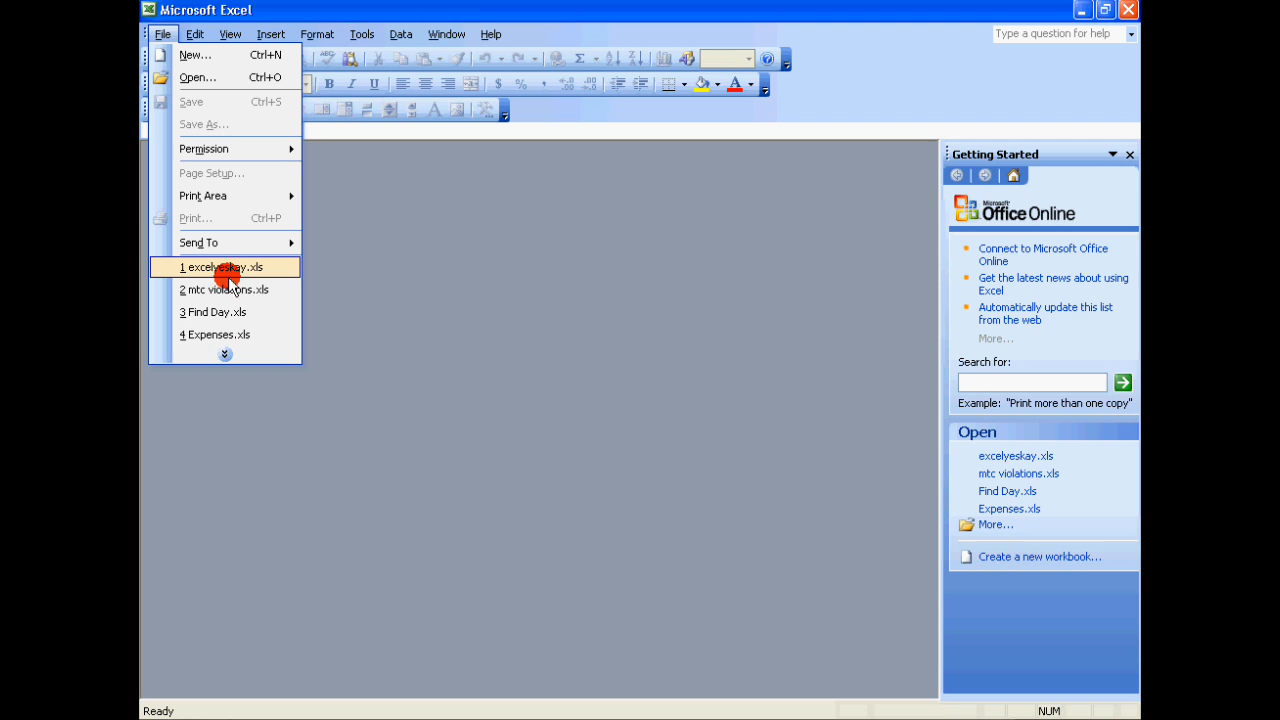 Microsoft Excel
File Edit View Insert Format Tools Data Window Help
Type a question for help
New... Ctrl+N
Open... Ctrl+O
Save Ctrl+S
Save As...
Permission
Page Setup...
Print Area
Print... Ctrl+P
Send To
1 excelyeskay.xls
2 mtc violations.xls
3 Find Day.xls
4 Expenses.xls
Getting Started
Microsoft
Office Online
Connect to Microsoft Office
Online
Get the latest news about using
Excel
Automatically update this list
from the web
More...
Search for:
Example: "Print more than one copy"
Open
excelyeskay.xls
mtc violations.xls
Find Day.xls
Expenses.xls
More...
Create a new workbook...
Ready
NUM